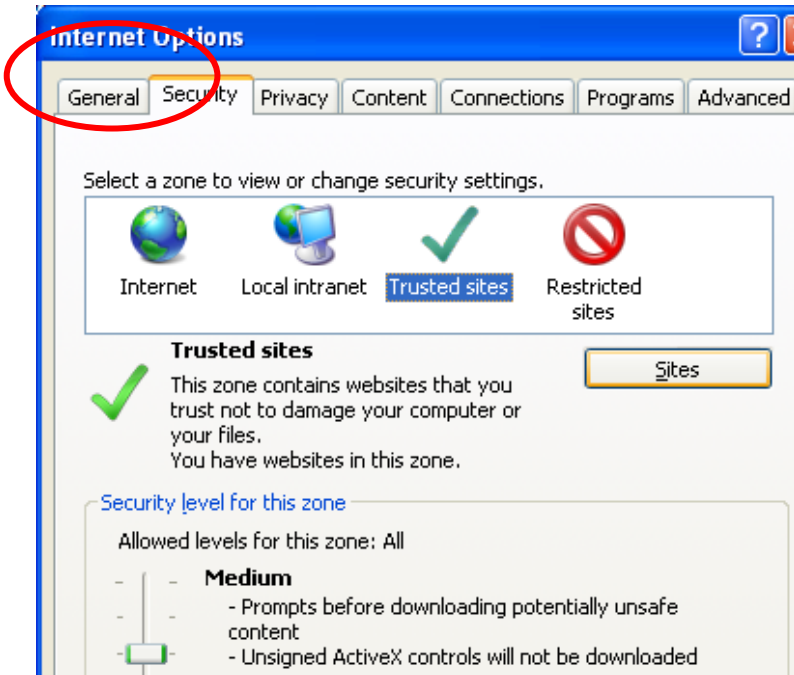 Internet Options
General Security Privacy Content Connections Programs Advanced
Select a zone to view or change security settings.
Internet Local intranet Trusted sites Restricted
sites
Trusted sites
Sites
This zone contains websites that you
trust not to damage your computer or
your files.
You have websites in this zone.
Security level for this zone
Allowed levels for this zone: All
Medium
- Prompts before downloading potentially unsafe
content
- Unsigned ActiveX controls will not be downloaded